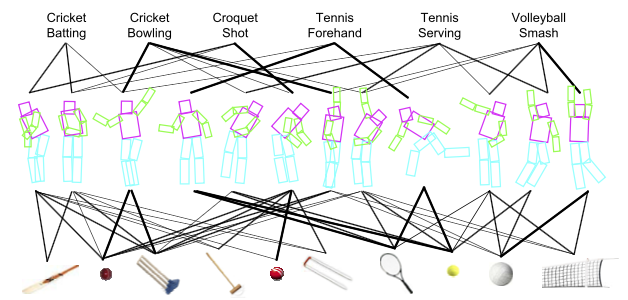 Cricket Batting
Cricket Bowling
Croquet Shot
Tennis Forehand
Tennis Serving
Volleyball Smash